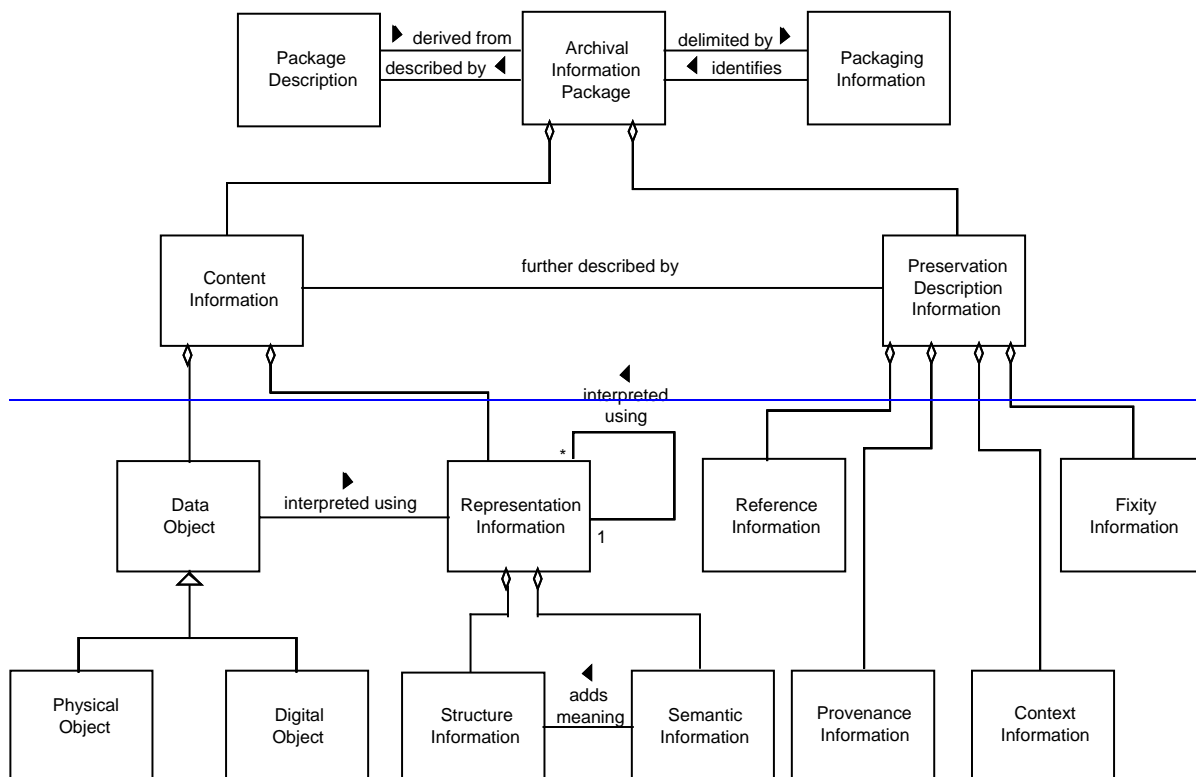 Package
Description
derived from
described by
Archival
Information
Package
delimited by
identifies
Packaging
Information
Content
Information
further described by
Preservation
Description
Information
interpreted
using
*
1
Data
Object
interpreted using
Representation
Information
Reference
Information
Fixity
Information
Physical
Object
Digital
Object
Structure
Information
adds
meaning
Semantic
Information
Provenance
Information
Context
Information